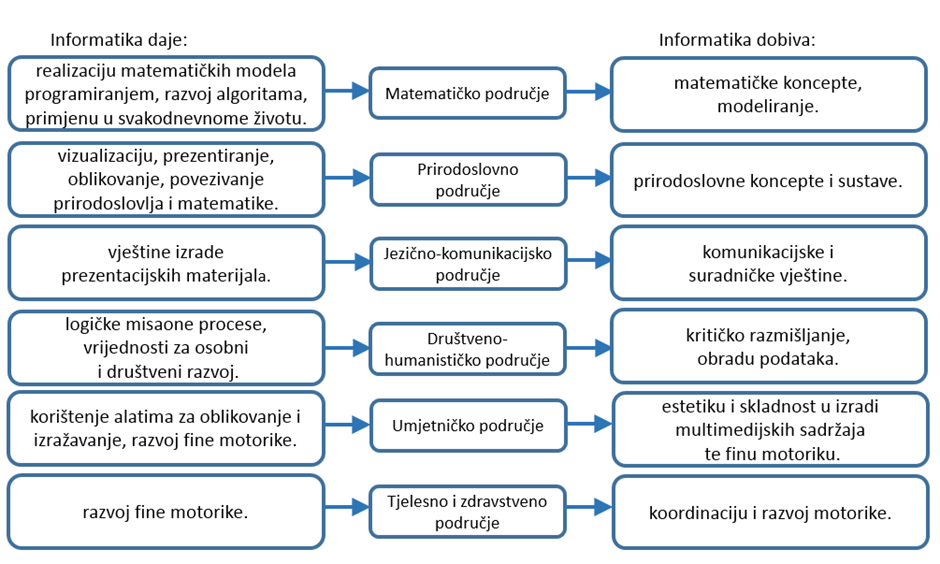 Informatika daje:
Informatika dobiva:
realizaciju matematičkih modela
programiranjem, razvoj algoritama,
primjenu u svakodnevnome životu.
Matematičko područje
matematičke koncepte,
modeliranje.
vizualizaciju, prezentiranje,
oblikovanje, povezivanje
prirodoslovlja i matematike.
Prirodoslovno
područje
prirodoslovne koncepte i sustave.
vještine izrade
prezentacijskih materijala.
Jezično-komunikacijsko
područje
komunikacijske i
suradničke vještine.
logičke misaone procese,
vrijednosti za osobni
i društveni razvoj.
Društveno-
humanističko područje
kritičko razmišljanje,
obradu podataka.
korištenje alatima za oblikovanje i
izražavanje, razvoj fine motorike.
Umjetničko područje
estetiku i skladnost u izradi
multimedijskih sadržaja
te finu motoriku.
razvoj fine motorike.
Tjelesno i zdravstveno
područje
koordinaciju i razvoj motorike.